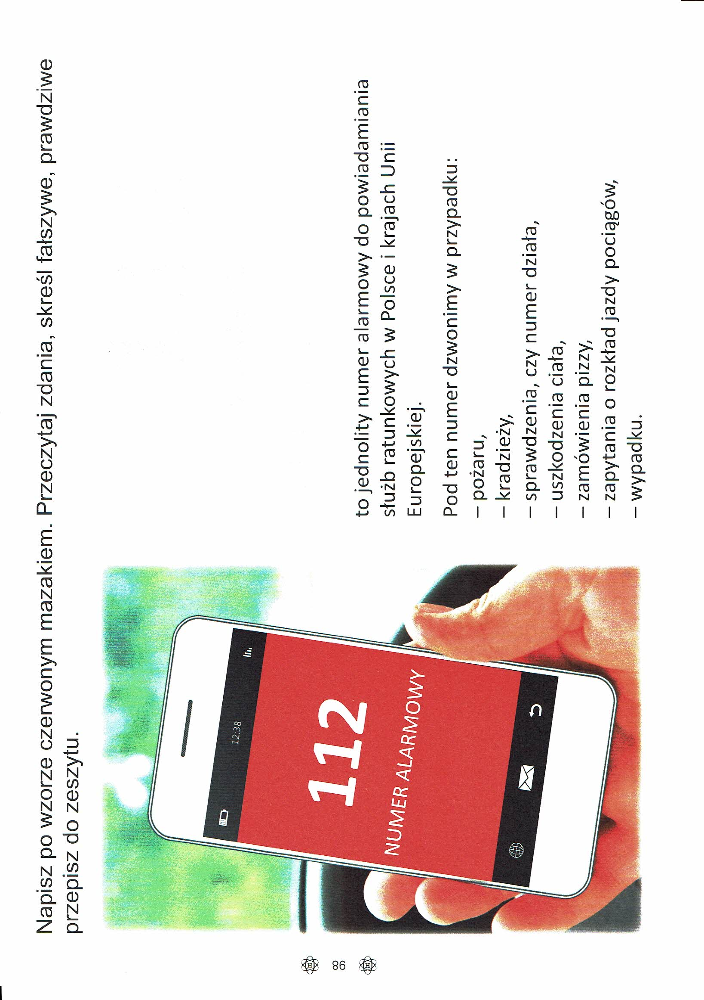 Napisz po wzorze czerwonym mazakiem. Przeczytaj zdania, skreśl fałszywe, prawdziwe
przepisz do zeszytu.
12:38
112
NUMER ALARMOWY
to jednolity numer alarmowy do powiadamiania
służb ratunkowych w Polsce i krajach Unii
Europejskiej.
Pod ten numer dzwonimy w przypadku:
– pożaru,
– kradzieży,
– sprawdzenia, czy numer działa,
– uszkodzenia ciała,
– zamówienia pizzy,
– zapytania o rozkład jazdy pociągów,
– wypadku.
H
98
H